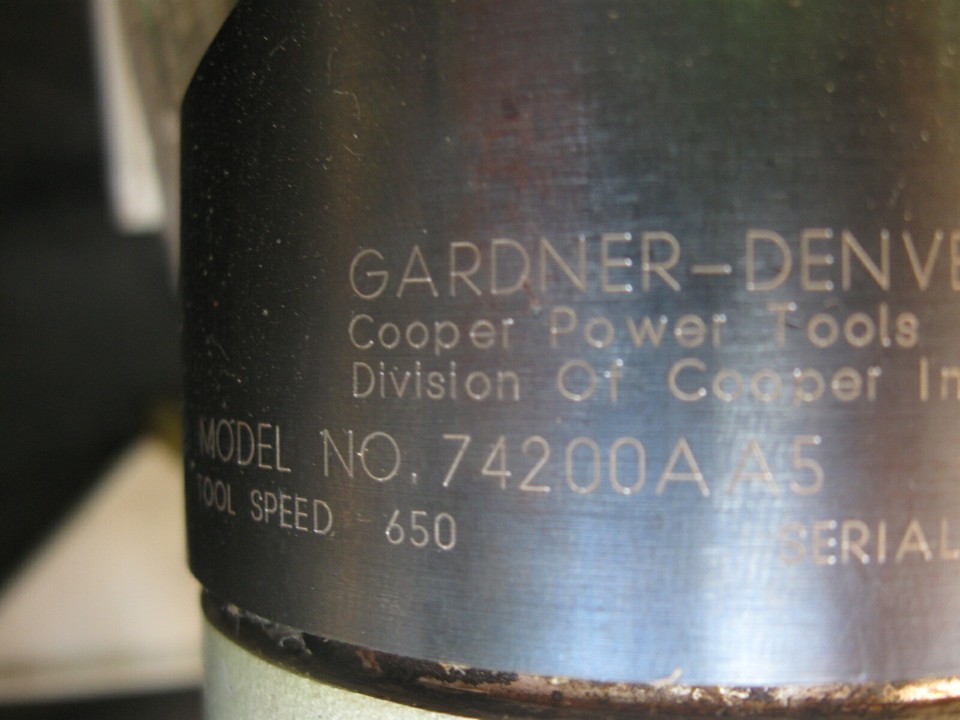 GARDNER-DENVE
Cooper Power Tools
Division Of Cooper In
MODEL NO. 74200AA5
TOOL SPEED 650
SERIAL